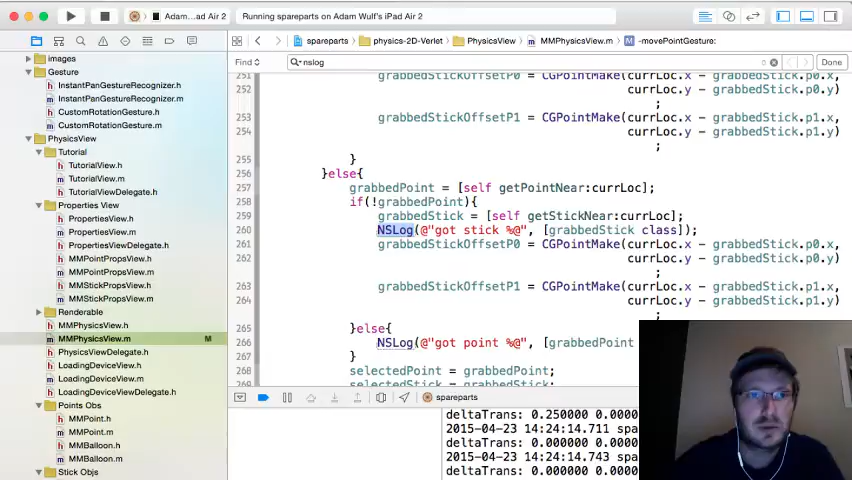 Adam...ad Air 2
Running spareparts on Adam Wulf's iPad Air 2
spareparts
physics-2D-Verlet
PhysicsView
MMPhysicsView.m
-movePointGesture:
Find
nslog
Done
images
Gesture
InstantPanGestureRecognizer.h
InstantPanGestureRecognizer.m
CustomRotationGesture.h
CustomRotationGesture.m
PhysicsView
Tutorial
TutorialView.h
TutorialView.m
TutorialViewDelegate.h
Properties View
PropertiesView.h
PropertiesView.m
PropertiesViewDelegate.h
MMPointPropsView.h
MMPointPropsView.m
MMStickPropsView.h
MMStickPropsView.m
Renderable
MMPhysicsView.h
MMPhysicsView.m M
PhysicsViewDelegate.h
LoadingDeviceView.h
LoadingDeviceView.m
LoadingDeviceViewDelegate.h
Points Obs
MMPoint.h
MMPoint.m
MMBalloon.h
MMBalloon.m
Stick Objs
251 grabbedStickOffsetP0 = CGPointMake(currLoc.x - grabbedStick.p0.x,
252 currLoc.y - grabbedStick.p0.y)
;
253 grabbedStickOffsetP1 = CGPointMake(currLoc.x - grabbedStick.p1.x,
254 currLoc.y - grabbedStick.p1.y)
;
255 }
256 }else{
257 grabbedPoint = [self getPointNear:currLoc];
258 if(!grabbedPoint){
259 grabbedStick = [self getStickNear:currLoc];
260 NSLog(@"got stick %@", [grabbedStick class]);
261 grabbedStickOffsetP0 = CGPointMake(currLoc.x - grabbedStick.p0.x,
262 currLoc.y - grabbedStick.p0.y)
;
263 grabbedStickOffsetP1 = CGPointMake(currLoc.x - grabbedStick.p1.x,
264 currLoc.y - grabbedStick.p1.y)
;
265 }else{
266 NSLog(@"got point %@", [grabbedPoint
267 }
268 selectedPoint = grabbedPoint;
selectedStick = grabbedStick;
spareparts
deltaTrans: 0.250000 0.0000
2015-04-23 14:24:14.711 spa
deltaTrans: 0.000000 0.0000
2015-04-23 14:24:14.743 spa
deltaTrans: 0.000000 0.0000